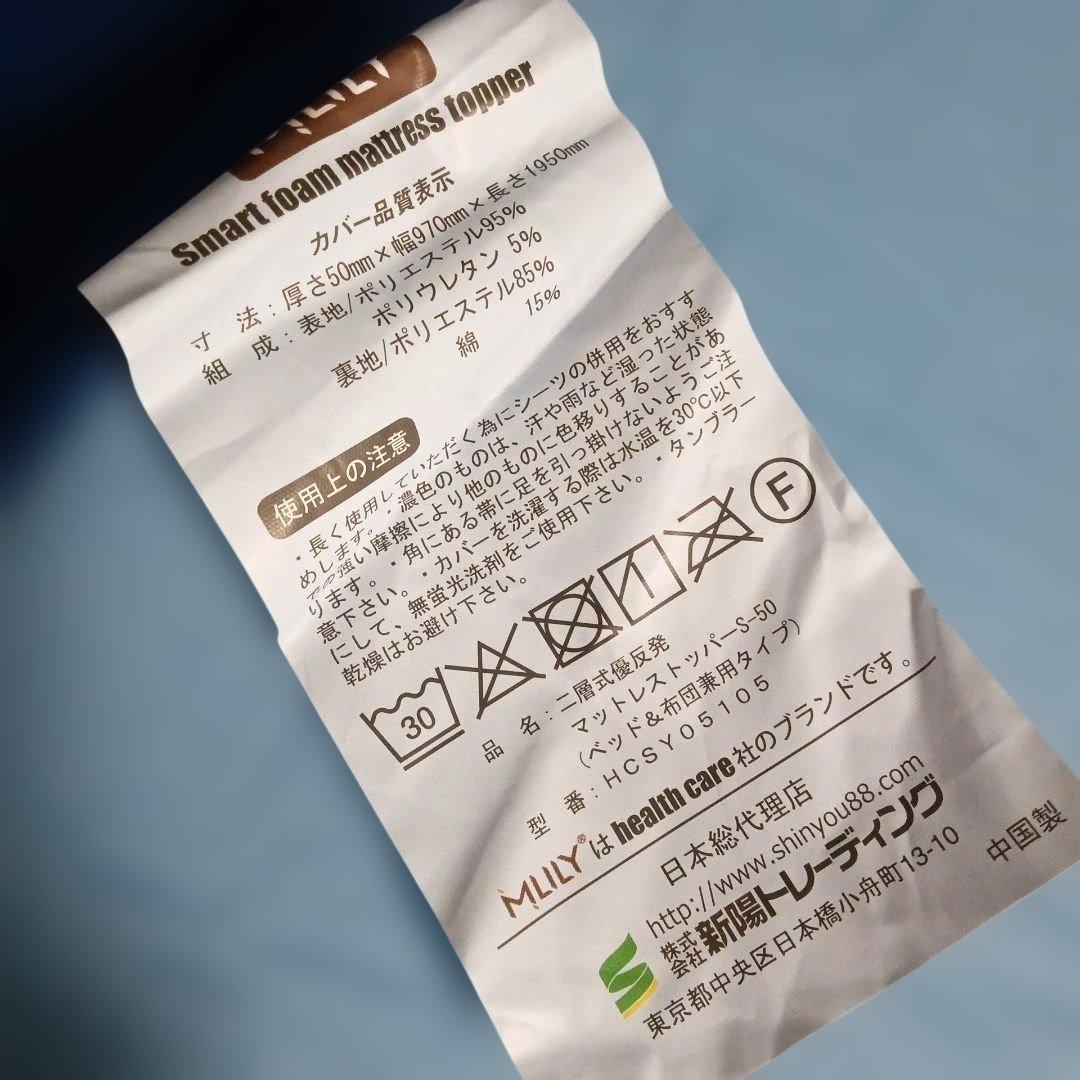 MLILY
smart foam mattress topper
カバー品質表示
寸 法：厚さ50mm×幅970mm×長さ1950mm
組 成：表地/ポリエステル95%
ポリウレタン 5%
裏地/ポリエステル85%
綿 15%
使用上の注意
・長く使用していただく為にシーツの併用をおすす
めします。・濃色のものは、汗や雨など湿った状態
での強い摩擦により他のものに色移りすることがあ
ります。・角にある帯に足を引っ掛けないようご注
意下さい。・カバーを洗濯する際は水温を30℃以下
にして、無蛍光洗剤をご使用下さい。・タンブラー
乾燥はお避け下さい。
30 F
品 名：二層式優反発
マットレストッパーS-50
(ベッド＆布団兼用タイプ)
型 番：HCSY05105
MLILY®は health care 社のブランドです。
日本総代理店
http://www.shinyou88.com
株式会社 新陽トレーディング
東京都中央区日本橋小舟町13-10
中国製